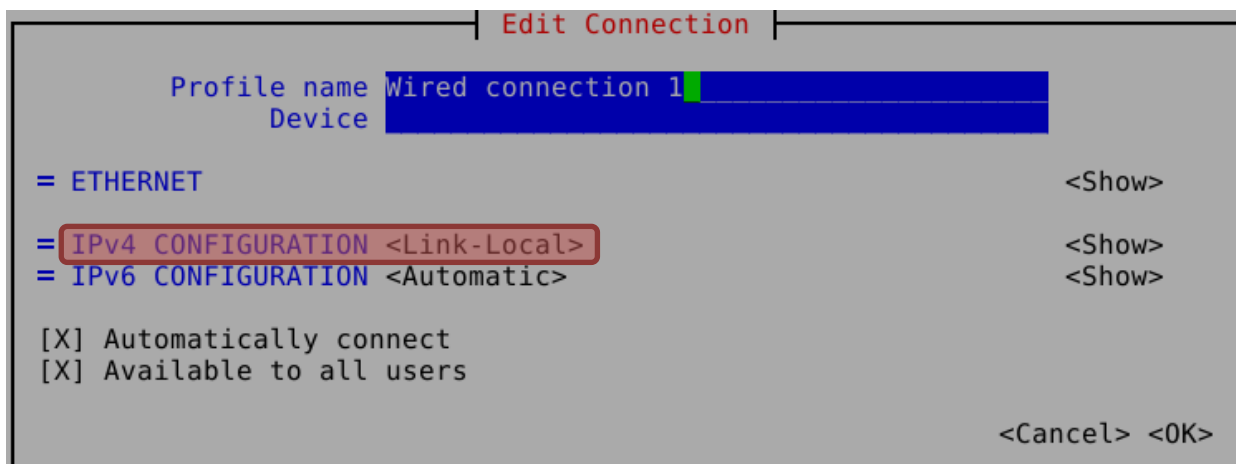 Edit Connection
Profile name Wired connection 1
Device
= ETHERNET <Show>
= IPv4 CONFIGURATION <Link-Local> <Show>
= IPv6 CONFIGURATION <Automatic> <Show>
[X] Automatically connect
[X] Available to all users
<Cancel> <OK>